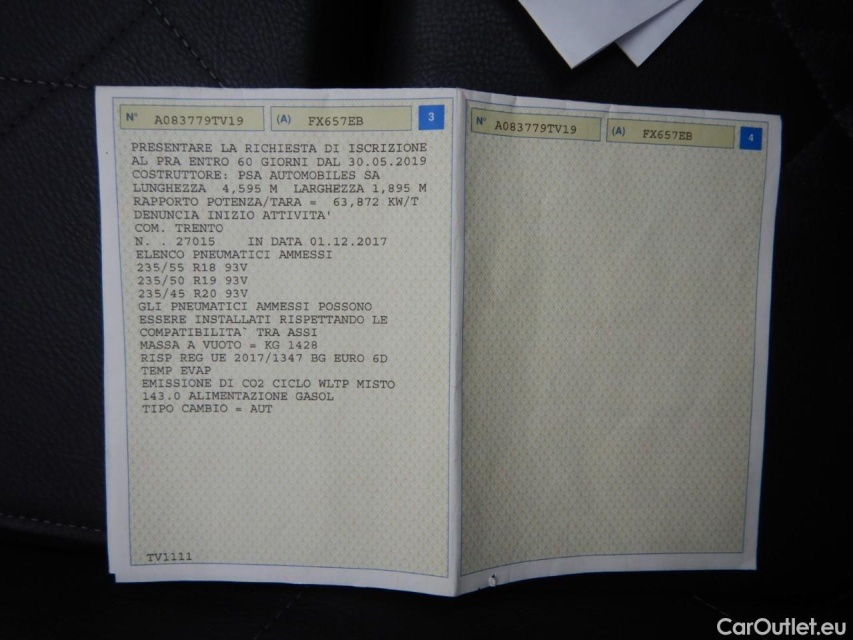 N° A083779TV19 (A) FX657EB 3
PRESENTARE LA RICHIESTA DI ISCRIZIONE
AL PRA ENTRO 60 GIORNI DAL 30.05.2019
COSTRUTTORE: PSA AUTOMOBILES SA
LUNGHEZZA 4,595 M LARGHEZZA 1,895 M
RAPPORTO POTENZA/TARA = 63,872 KW/T
DENUNCIA INIZIO ATTIVITA'
COM. TRENTO
N. . 27015 IN DATA 01.12.2017
ELENCO PNEUMATICI AMMESSI
235/55 R18 93V
235/50 R19 93V
235/45 R20 93V
GLI PNEUMATICI AMMESSI POSSONO
ESSERE INSTALLATI RISPETTANDO LE
COMPATIBILITA` TRA ASSI
MASSA A VUOTO = KG 1428
RISP REG UE 2017/1347 BG EURO 6D
TEMP EVAP
EMISSIONE DI CO2 CICLO WLTP MISTO
143.0 ALIMENTAZIONE GASOL
TIPO CAMBIO = AUT
TV1111
N° A083779TV19 (A) FX657EB 4
CarOutlet.eu